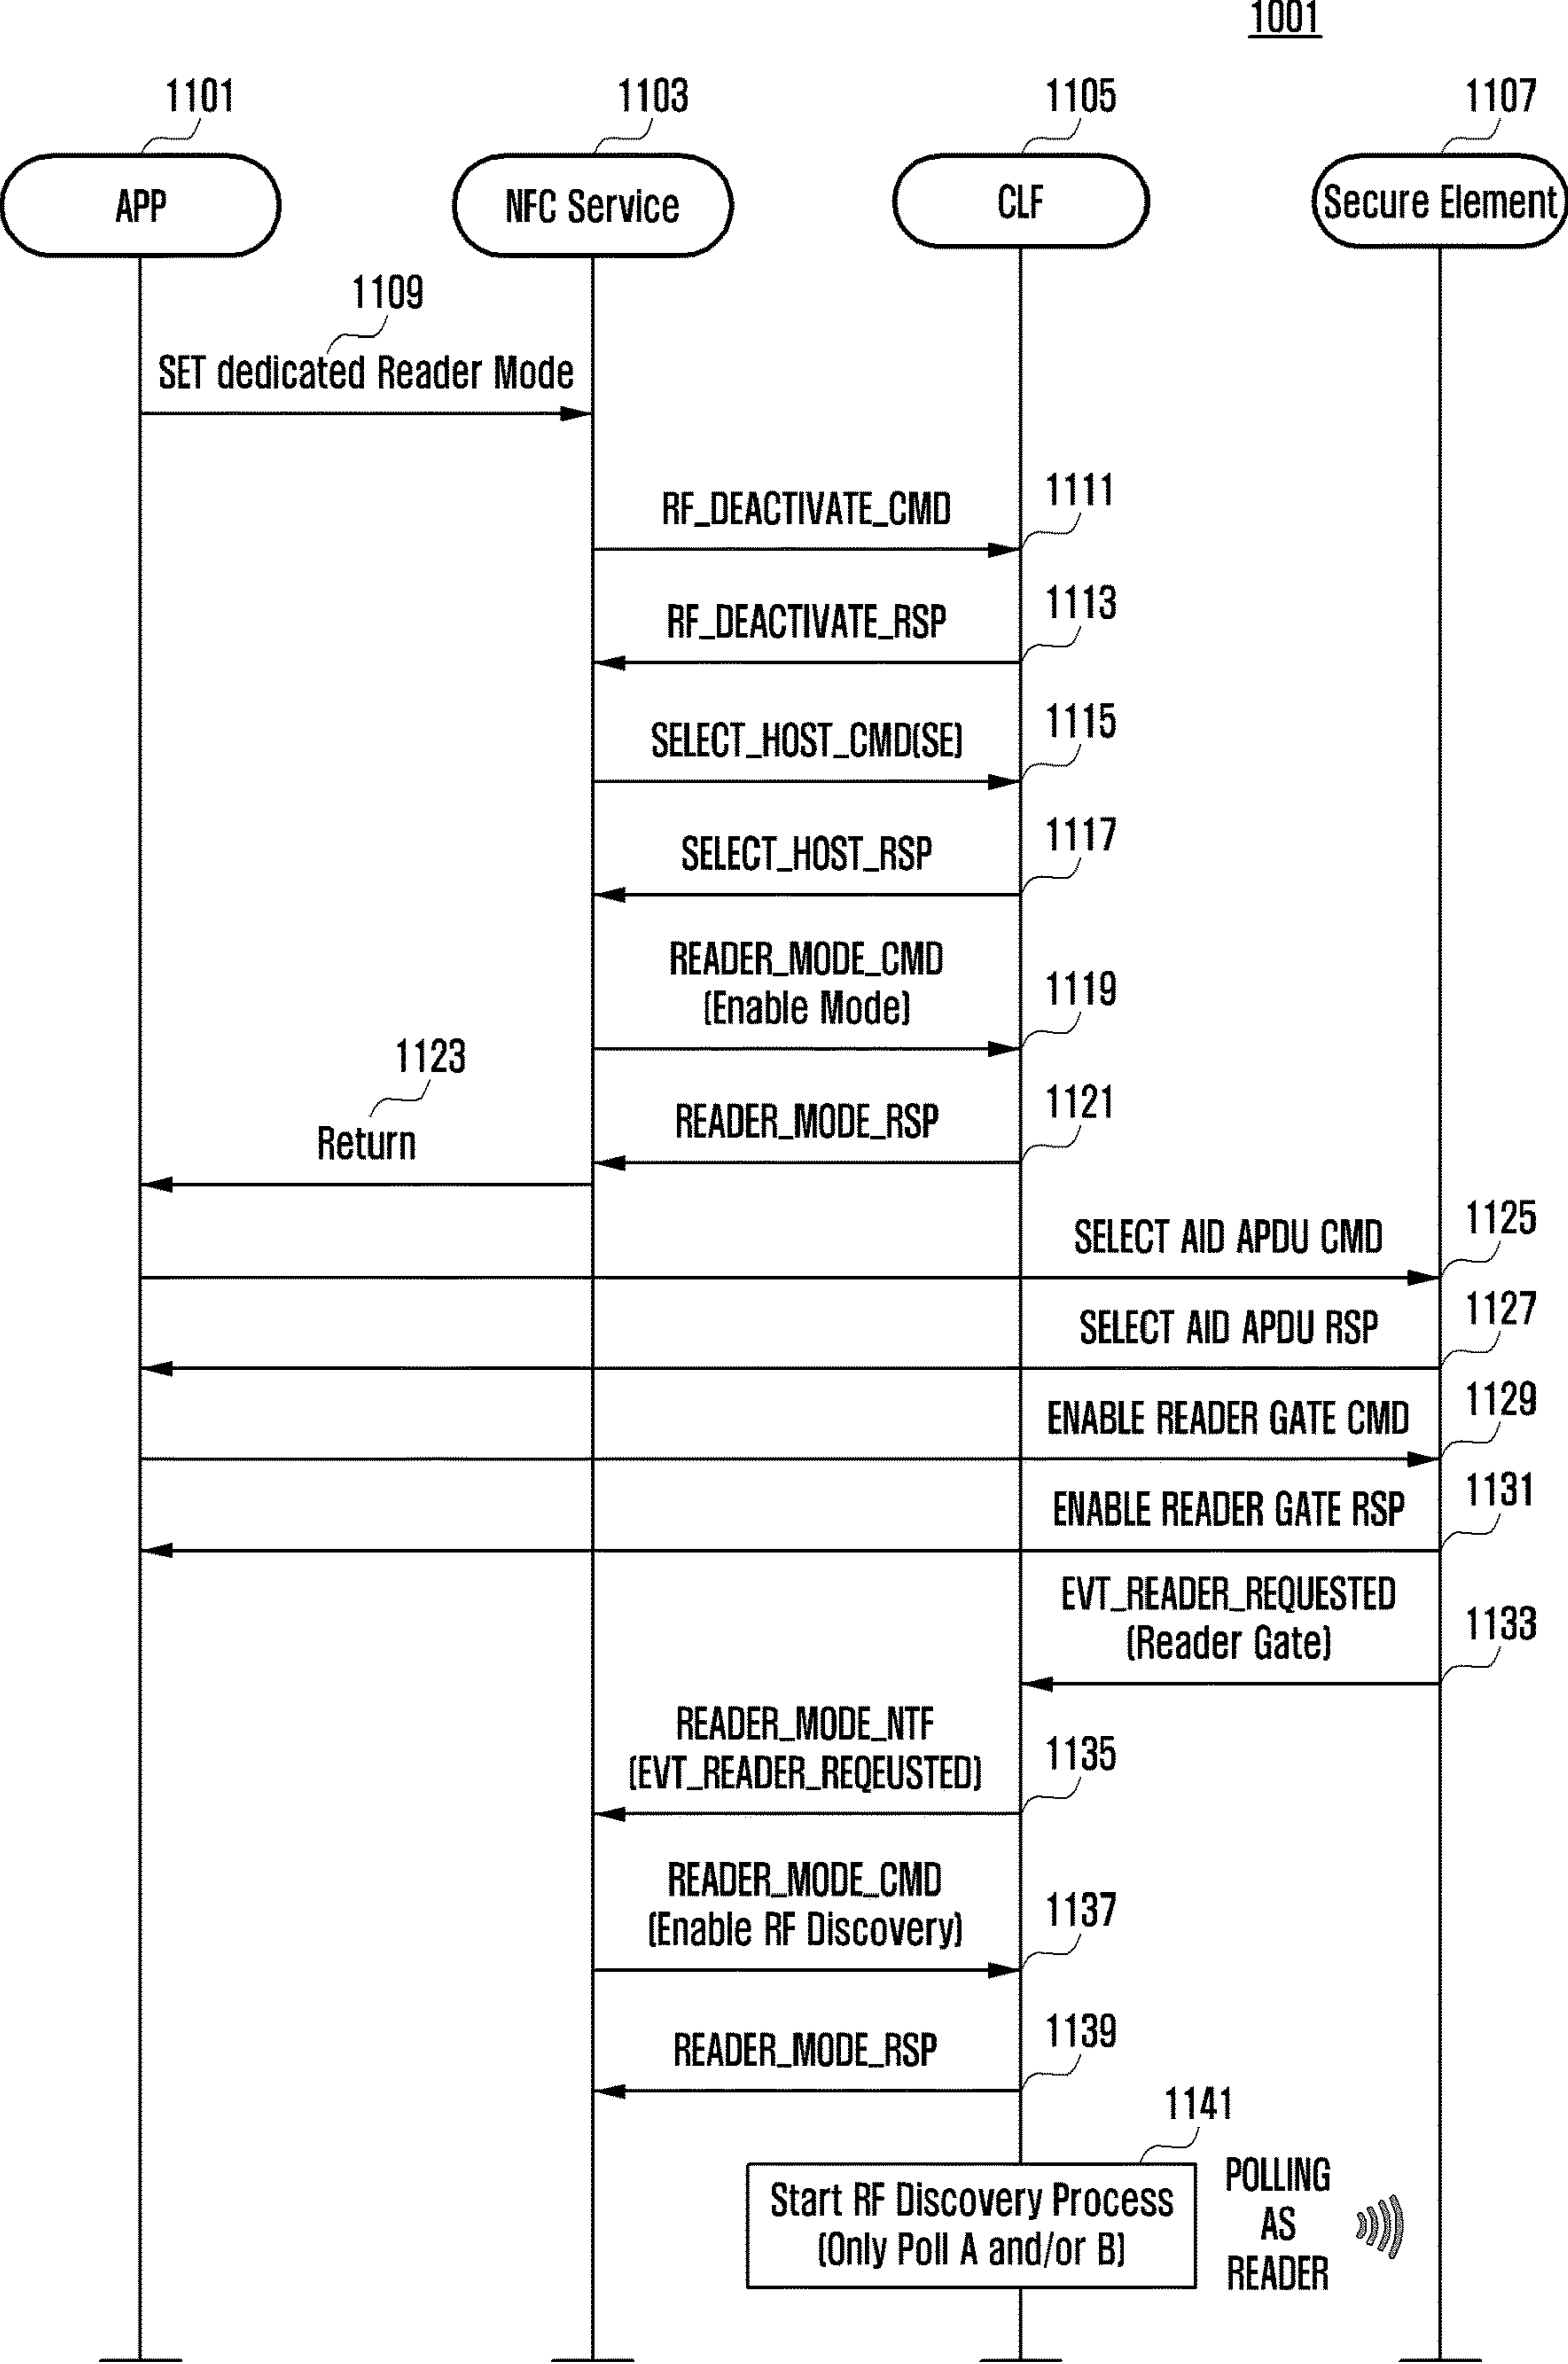 1001
1101
1103
1105
1107
APP
NFC Service
CLF
Secure Element
1109
SET dedicated Reader Mode
1111
RF_DEACTIVATE_CMD
1113
RF_DEACTIVATE_RSP
1115
SELECT_HOST_CMD(SE)
1117
SELECT_HOST_RSP
READER_MODE_CMD
(Enable Mode)
1119
1123
Return
1121
READER_MODE_RSP
1125
SELECT AID APDU CMD
1127
SELECT AID APDU RSP
1129
ENABLE READER GATE CMD
1131
ENABLE READER GATE RSP
EVT_READER_REQUESTED
(Reader Gate)
1133
READER_MODE_NTF
(EVT_READER_REQEUSTED)
1135
READER_MODE_CMD
(Enable RF Discovery)
1137
READER_MODE_RSP
1139
1141
Start RF Discovery Process
(Only Poll A and/or B)
POLLING
AS
READER